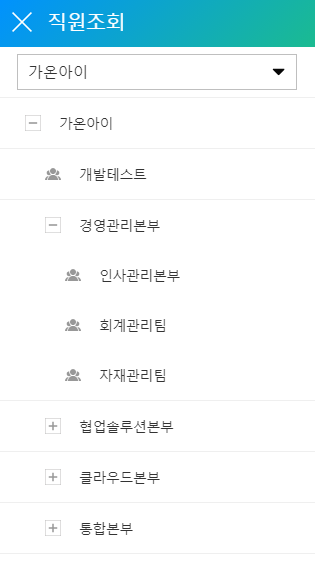 직원조회
가온아이
가온아이
개발테스트
경영관리본부
인사관리본부
회계관리팀
자재관리팀
협업솔루션본부
클라우드본부
통합본부